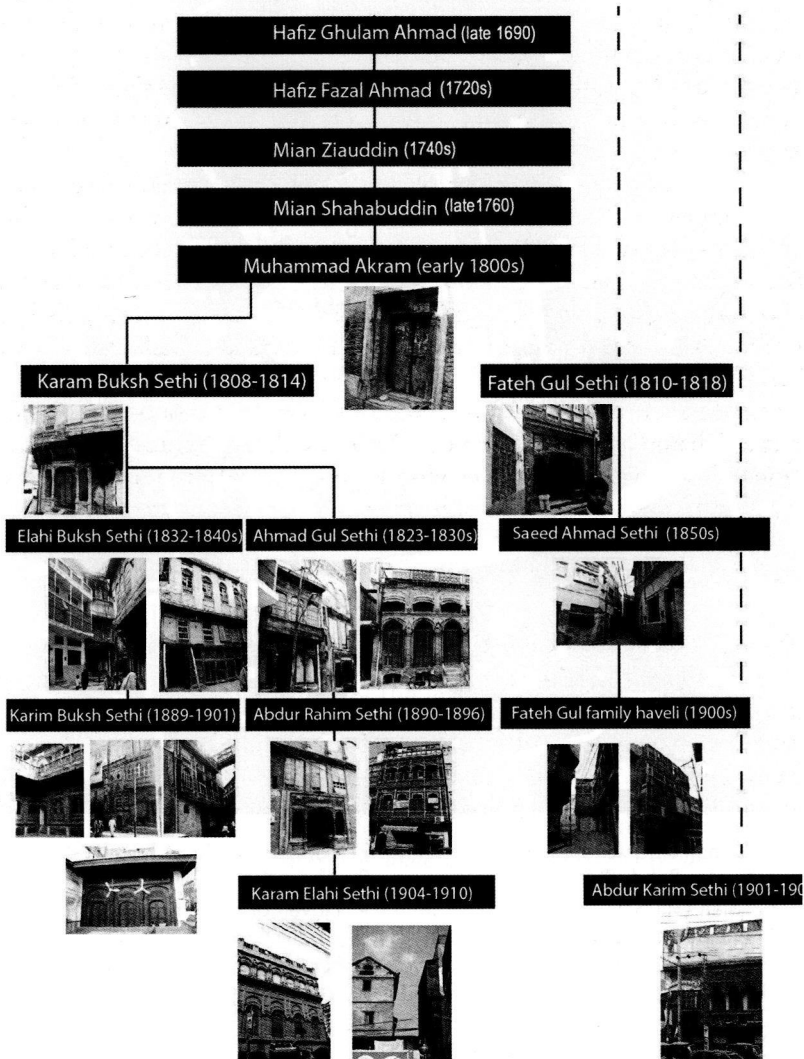 Hafiz Ghulam Ahmad (late 1690)
Hafiz Fazal Ahmad (1720s)
Mian Ziauddin (1740s)
Mian Shahabuddin (late1760)
Muhammad Akram (early 1800s)
Karam Buksh Sethi (1808-1814)
Fateh Gul Sethi (1810-1818)
Elahi Buksh Sethi (1832-1840s)
Ahmad Gul Sethi (1823-1830s)
Saeed Ahmad Sethi (1850s)
Karim Buksh Sethi (1889-1901)
Abdur Rahim Sethi (1890-1896)
Fateh Gul family haveli (1900s)
Karam Elahi Sethi (1904-1910)
Abdur Karim Sethi (1901-190